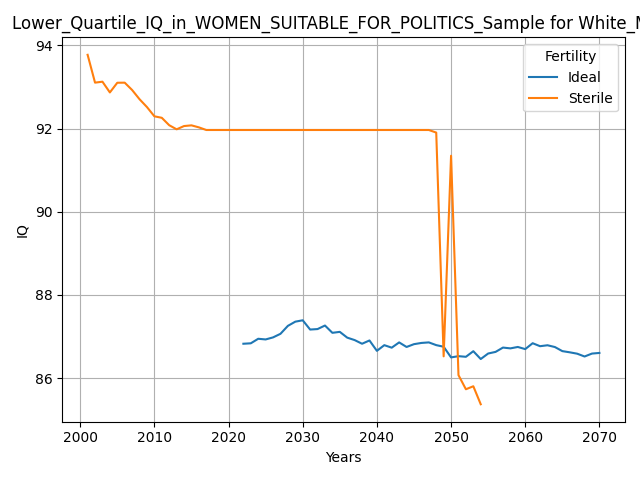 Lower_Quartile_IQ_in_WOMEN_SUITABLE_FOR_POLITICS_Sample for White_
94
92
90
88
86
IQ
Fertility
Ideal
Sterile
2000 2010 2020 2030 2040 2050 2060 2070
Years